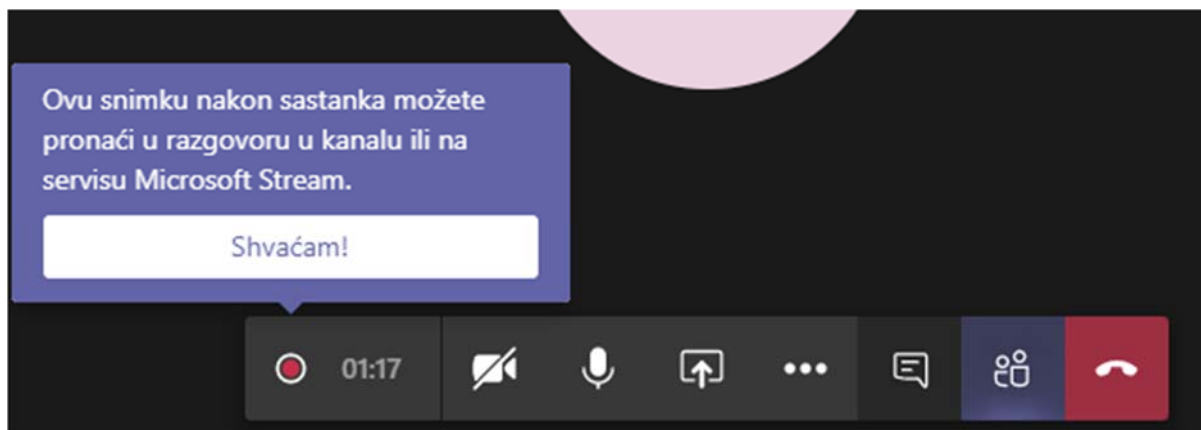 Ovu snimku nakon sastanka možete
pronaći u razgovoru u kanalu ili na
servisu Microsoft Stream.
Shvaćam!
01:17